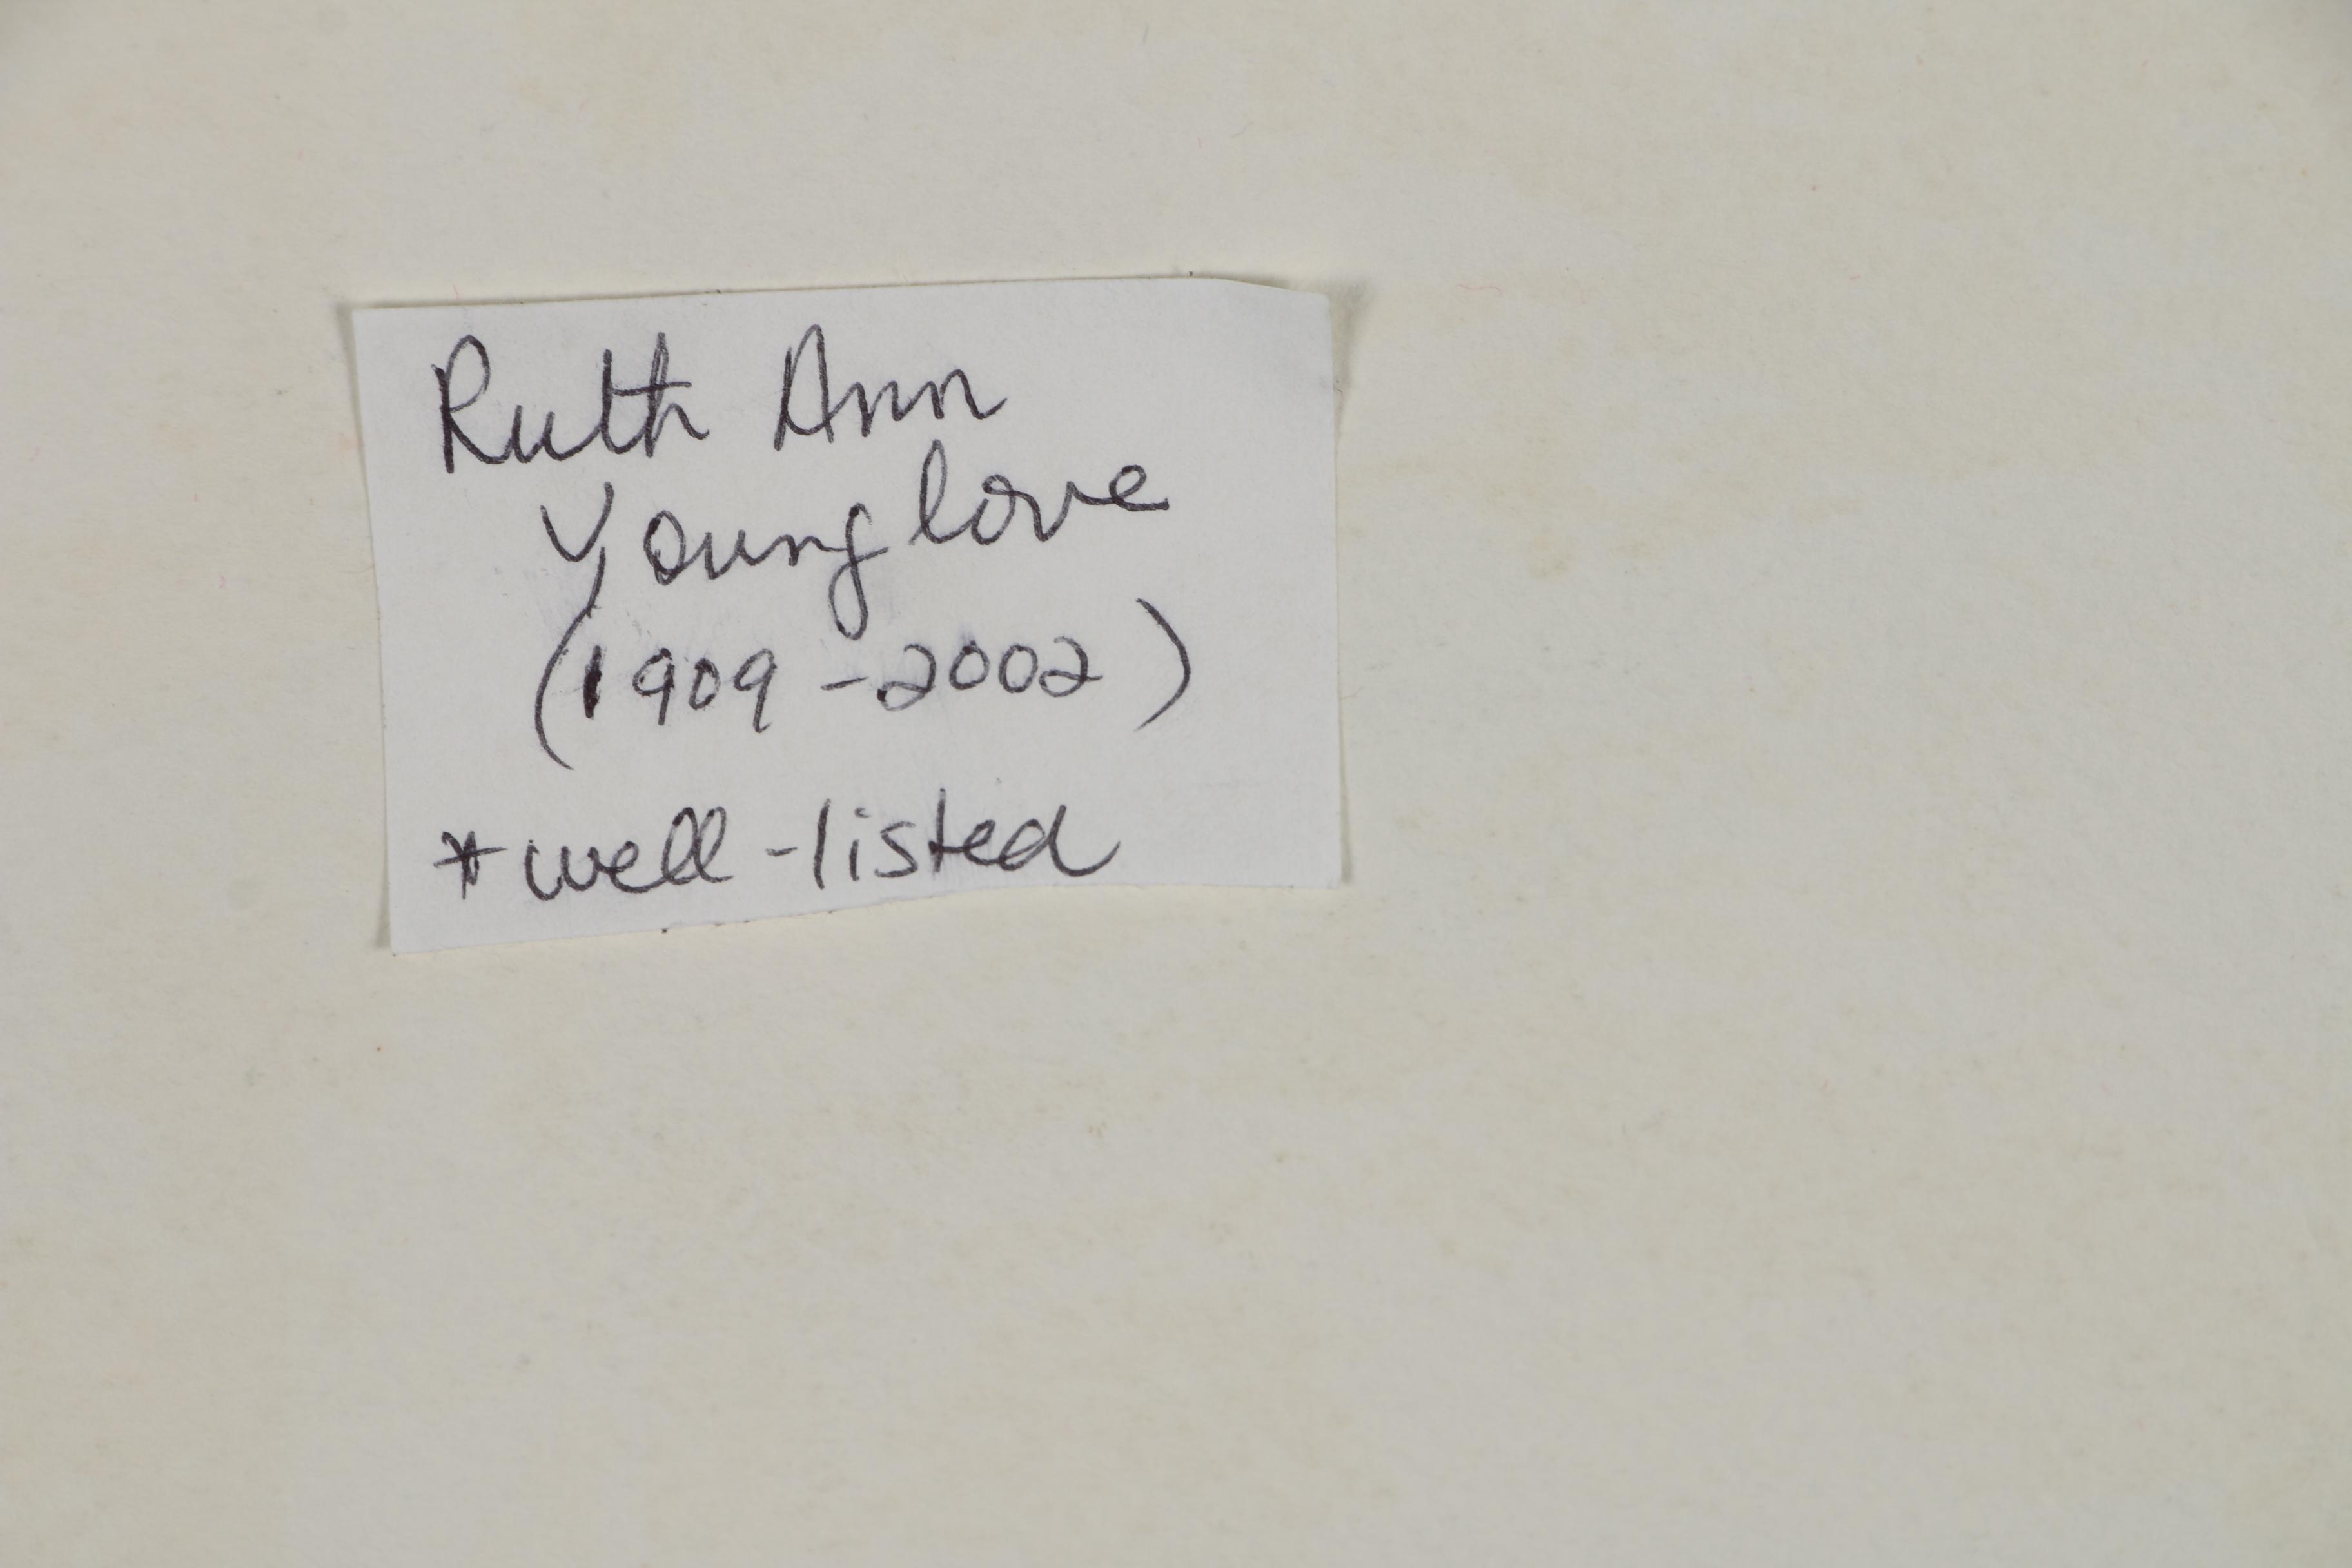 Ruth Ann
Younglove
(1909-2002)
*well-listed